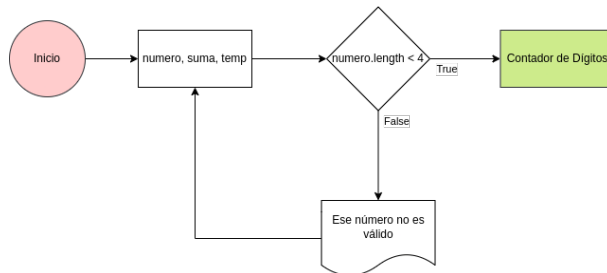 Inicio
numero, suma, temp
numero.length < 4
True
Contador de Dígitos
False
Ese número no es
válido